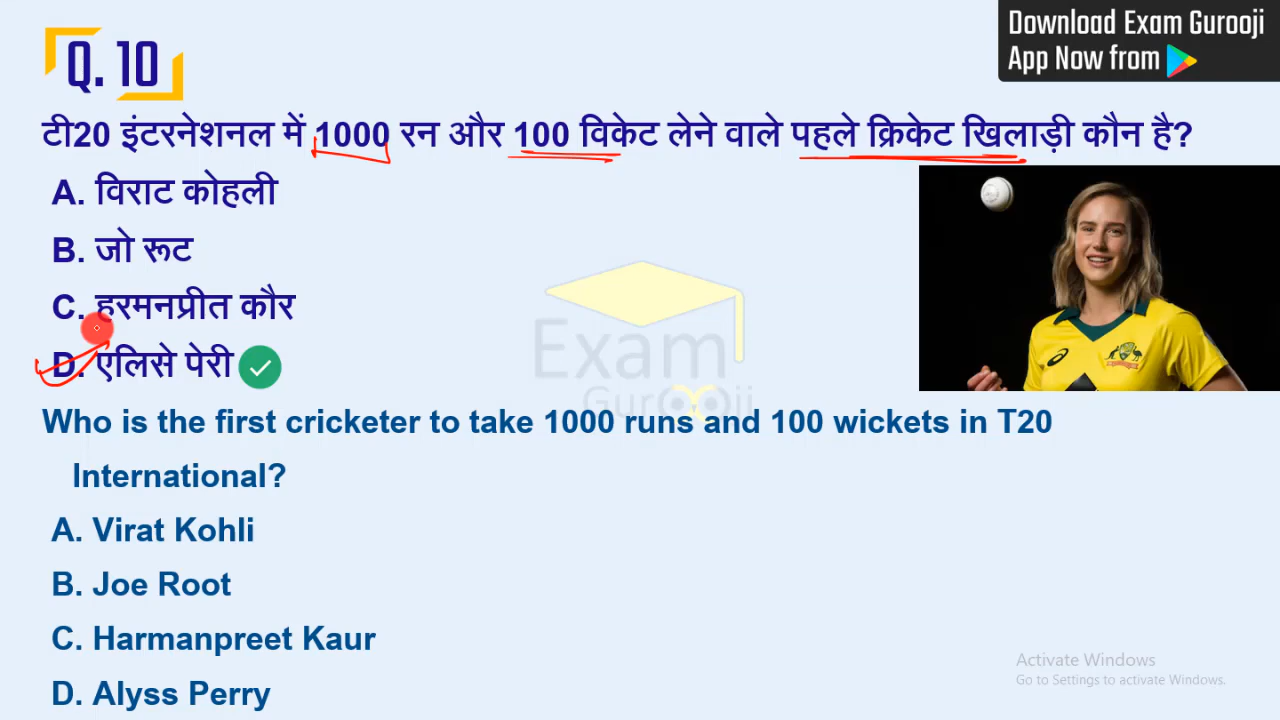 Download Exam Gurooji
App Now from
Q. 10
टी20 इंटरनेशनल में 1000 रन और 100 विकेट लेने वाले पहले क्रिकेट खिलाड़ी कौन है?
A. विराट कोहली
B. जो रूट
C. हरमनप्रीत कौर
D. एलिसे पेरी
Exam
Gurooji
Who is the first cricketer to take 1000 runs and 100 wickets in T20
International?
A. Virat Kohli
B. Joe Root
C. Harmanpreet Kaur
D. Alyss Perry
Activate Windows
Go to Settings to activate Windows.